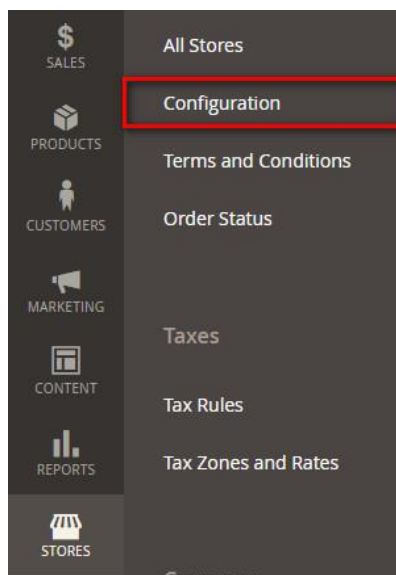 SALES
PRODUCTS
CUSTOMERS
MARKETING
CONTENT
REPORTS
STORES
All Stores
Configuration
Terms and Conditions
Order Status
Taxes
Tax Rules
Tax Zones and Rates